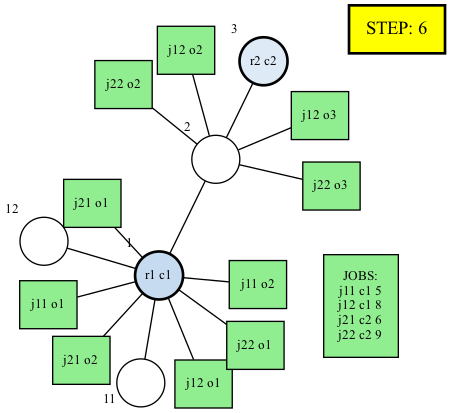 3
STEP: 6
j12 o2
r2 c2
j22 o2
j12 o3
2
j22 o3
j21 o1
12
1
r1 c1
j11 o2
j11 o1
JOBS:
j11 c1 5
j12 c1 8
j21 c2 6
j22 c2 9
j22 o1
j21 o2
j12 o1
11